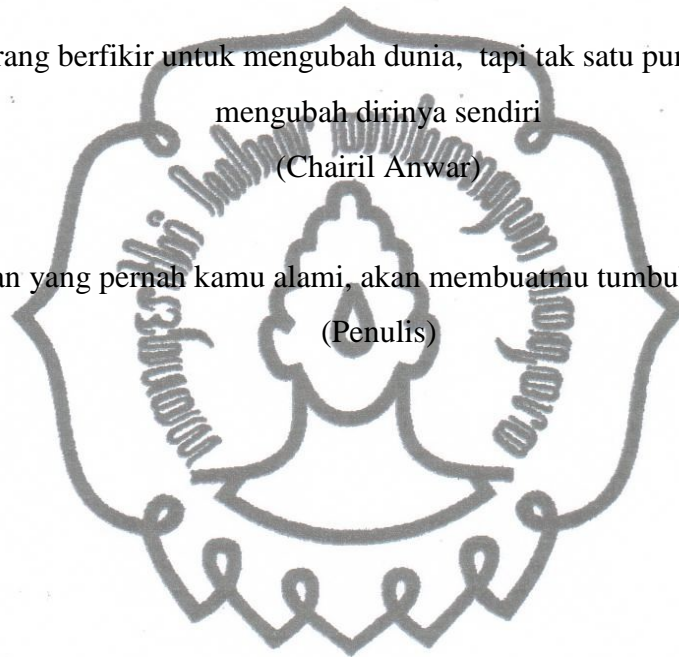 rang berfikir untuk mengubah dunia, tapi tak satu pu
mengubah dirinya sendiri
(Chairil Anwar)
an yang pernah kamu alami, akan membuatmu tumbu
(Penulis)